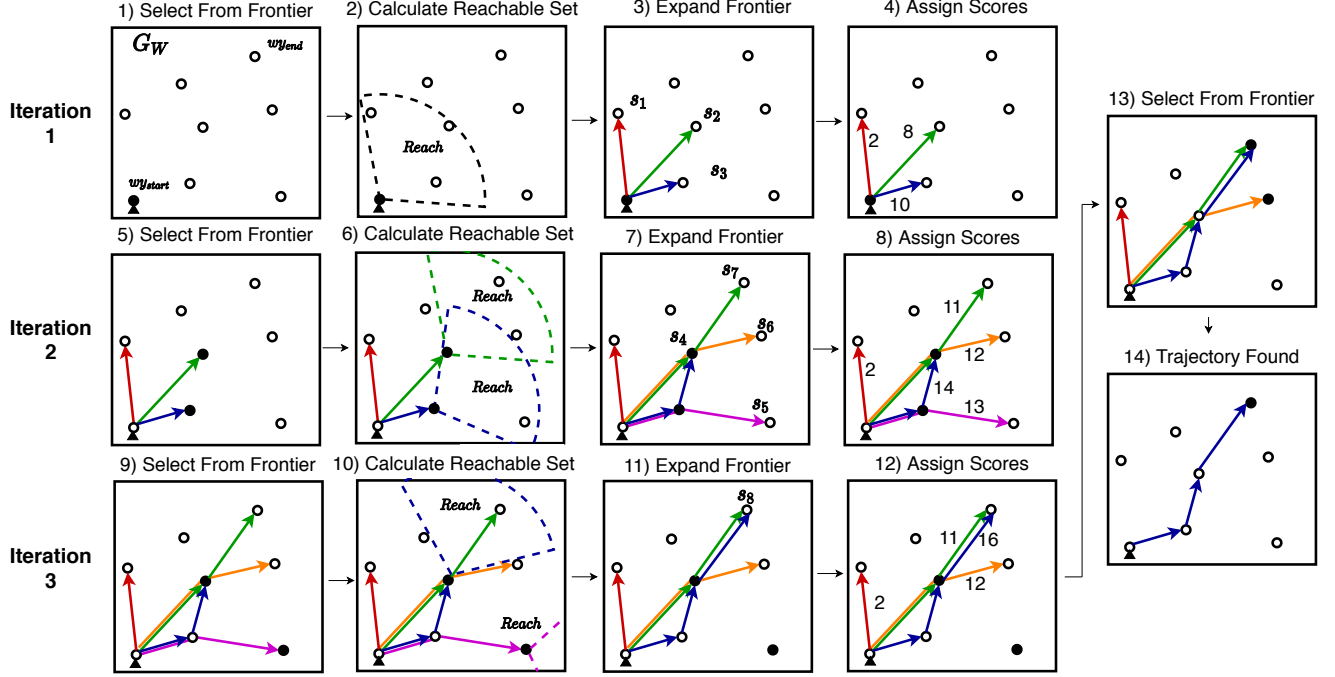 1) Select From Frontier
2) Calculate Reachable Set
3) Expand Frontier
4) Assign Scores
Iteration
1
G_W
wy_end
wy_start
Reach
s_1
s_2
s_3
2
8
10
5) Select From Frontier
6) Calculate Reachable Set
7) Expand Frontier
8) Assign Scores
Iteration
2
Reach
Reach
s_7
s_6
s_4
s_5
11
12
2
14
13
9) Select From Frontier
10) Calculate Reachable Set
11) Expand Frontier
12) Assign Scores
Iteration
3
Reach
Reach
s_8
11
16
12
2
13) Select From Frontier
14) Trajectory Found